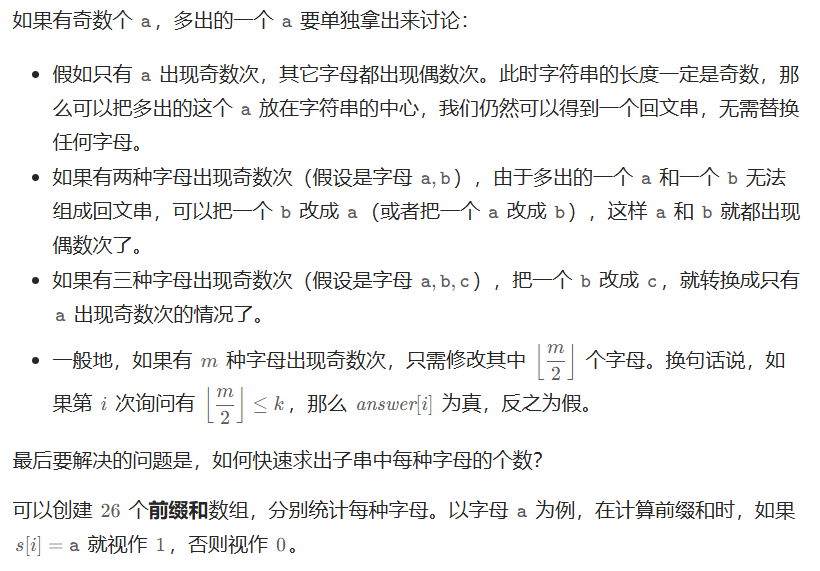 如果有奇数个 a，多出的一个 a 要单独拿出来讨论：
• 假如只有 a 出现奇数次，其它字母都出现偶数次。此时字符串的长度一定是奇数，那
么可以把多出的这个 a 放在字符串的中心，我们仍然可以得到一个回文串，无需替换
任何字母。
• 如果有两种字母出现奇数次（假设是字母 a,b），由于多出的一个 a 和一个 b 无法
组成回文串，可以把一个 b 改成 a（或者把一个 a 改成 b），这样 a 和 b 就都出现
偶数次了。
• 如果有三种字母出现奇数次（假设是字母 a,b,c），把一个 b 改成 c，就转换成只有
a 出现奇数次的情况了。
• 一般地，如果有 m 种字母出现奇数次，只需修改其中 ⌊m/2⌋ 个字母。换句话说，如
果第 i 次询问有 ⌊m/2⌋ ≤ k，那么 answer[i] 为真，反之为假。
最后要解决的问题是，如何快速求出子串中每种字母的个数？
可以创建 26 个前缀和数组，分别统计每种字母。以字母 a 为例，在计算前缀和时，如果
s[i] = a 就视作 1，否则视作 0。